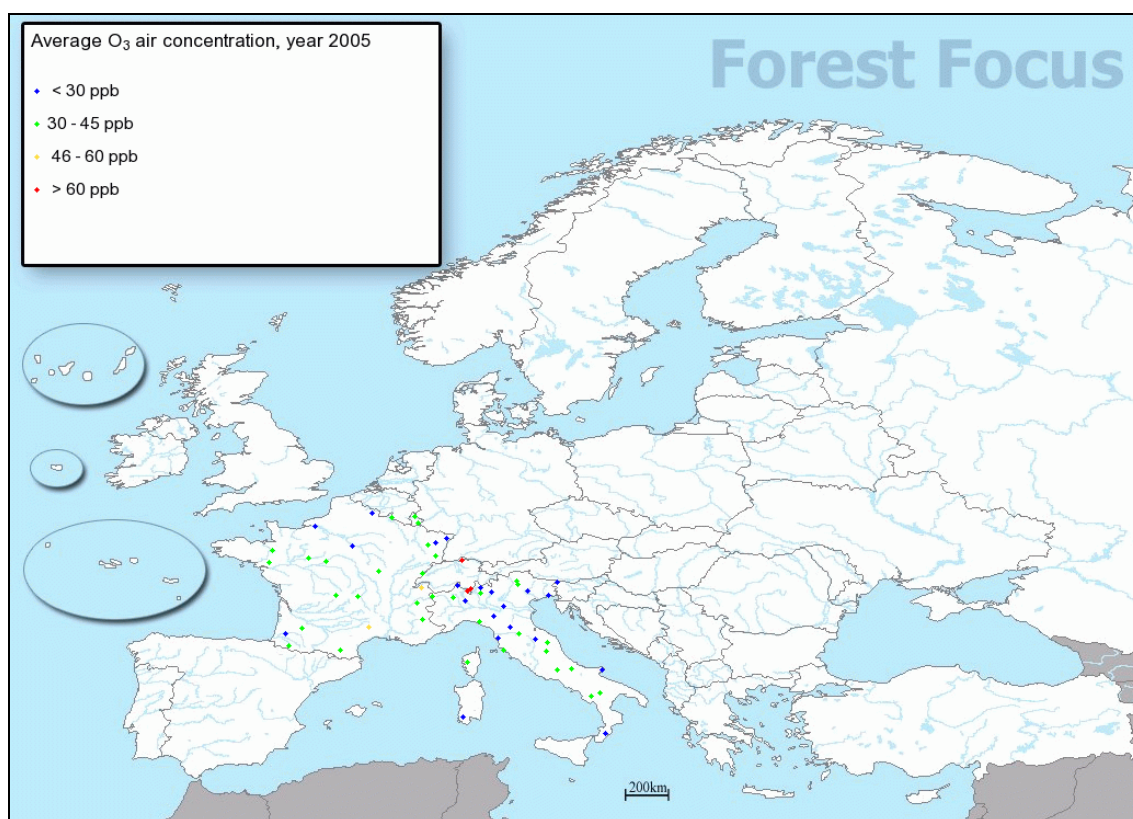 Average O₃ air concentration, year 2005
Forest Focus
< 30 ppb
30 - 45 ppb
46 - 60 ppb
> 60 ppb
200km